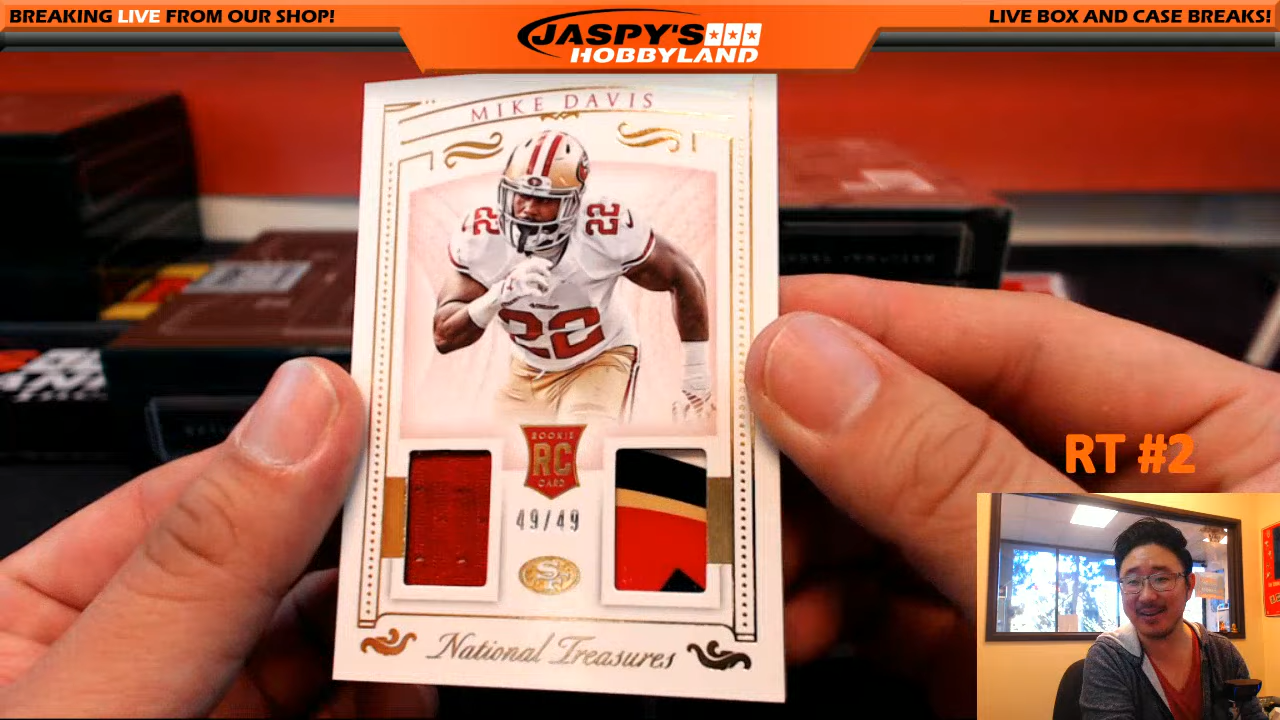 BREAKING LIVE FROM OUR SHOP!
JASPY'S
HOBBYLAND
LIVE BOX AND CASE BREAKS!
MIKE DAVIS
22
22
22
ROOKIE
RC
CARD
49/49
SF
National Treasures
RT #2